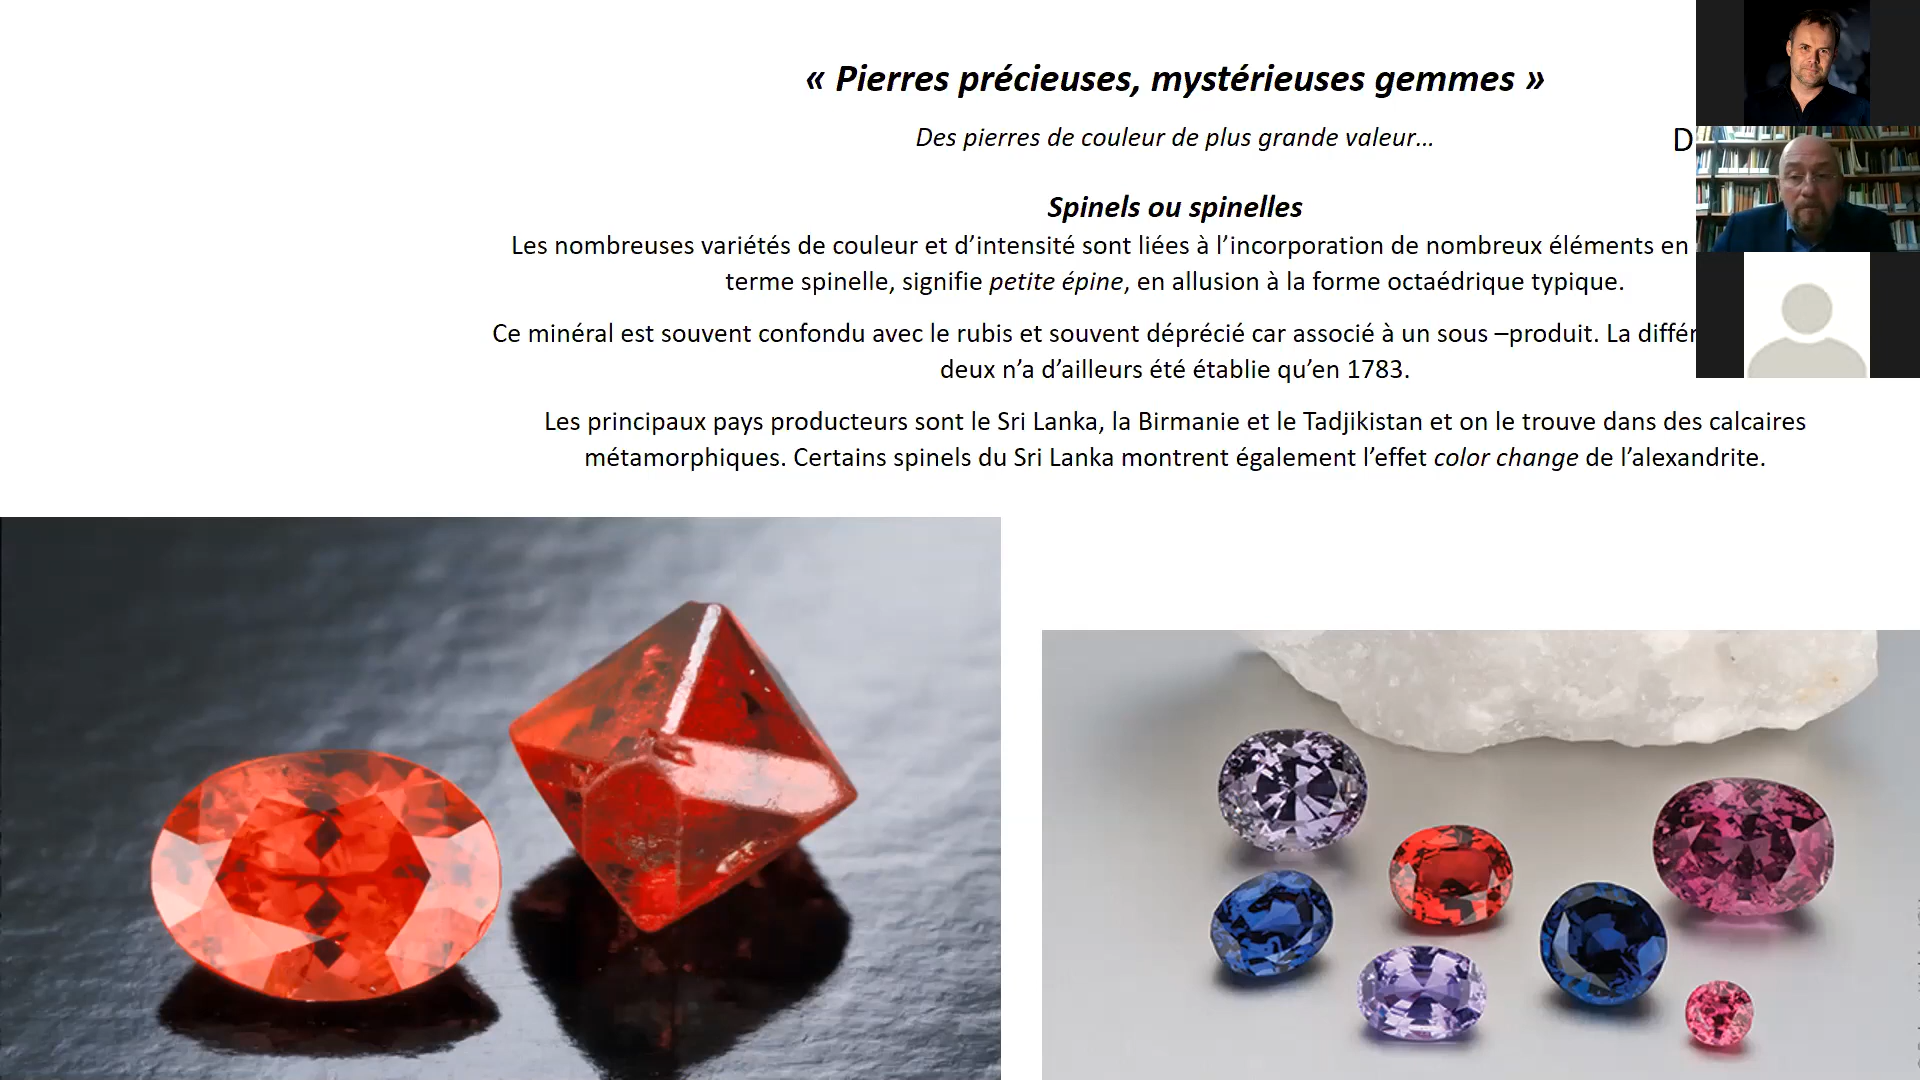 « Pierres précieuses, mystérieuses gemmes »
Des pierres de couleur de plus grande valeur…
D
Spinels ou spinelles
Les nombreuses variétés de couleur et d’intensité sont liées à l’incorporation de nombreux éléments en
terme spinelle, signifie petite épine, en allusion à la forme octaédrique typique.
Ce minéral est souvent confondu avec le rubis et souvent déprécié car associé à un sous –produit. La différ
deux n’a d’ailleurs été établie qu’en 1783.
Les principaux pays producteurs sont le Sri Lanka, la Birmanie et le Tadjikistan et on le trouve dans des calcaires
métamorphiques. Certains spinels du Sri Lanka montrent également l’effet color change de l’alexandrite.